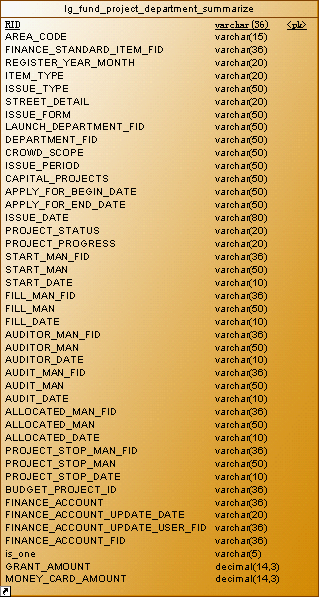 lg_fund_project_department_summarize
RID varchar(36) <pk>
AREA_CODE varchar(15)
FINANCE_STANDARD_ITEM_FID varchar(36)
REGISTER_YEAR_MONTH varchar(20)
ITEM_TYPE varchar(20)
ISSUE_TYPE varchar(50)
STREET_DETAIL varchar(20)
ISSUE_FORM varchar(50)
LAUNCH_DEPARTMENT_FID varchar(50)
DEPARTMENT_FID varchar(50)
CROWD_SCOPE varchar(50)
ISSUE_PERIOD varchar(50)
CAPITAL_PROJECTS varchar(50)
APPLY_FOR_BEGIN_DATE varchar(50)
APPLY_FOR_END_DATE varchar(50)
ISSUE_DATE varchar(80)
PROJECT_STATUS varchar(20)
PROJECT_PROGRESS varchar(20)
START_MAN_FID varchar(36)
START_MAN varchar(50)
START_DATE varchar(10)
FILL_MAN_FID varchar(36)
FILL_MAN varchar(50)
FILL_DATE varchar(10)
AUDITOR_MAN_FID varchar(36)
AUDITOR_MAN varchar(50)
AUDITOR_DATE varchar(10)
AUDIT_MAN_FID varchar(36)
AUDIT_MAN varchar(50)
AUDIT_DATE varchar(10)
ALLOCATED_MAN_FID varchar(36)
ALLOCATED_MAN varchar(50)
ALLOCATED_DATE varchar(10)
PROJECT_STOP_MAN_FID varchar(36)
PROJECT_STOP_MAN varchar(50)
PROJECT_STOP_DATE varchar(10)
BUDGET_PROJECT_ID varchar(36)
FINANCE_ACCOUNT varchar(36)
FINANCE_ACCOUNT_UPDATE_DATE varchar(20)
FINANCE_ACCOUNT_UPDATE_USER_FID varchar(36)
FINANCE_ACCOUNT_FID varchar(36)
is_one varchar(5)
GRANT_AMOUNT decimal(14,3)
MONEY_CARD_AMOUNT decimal(14,3)